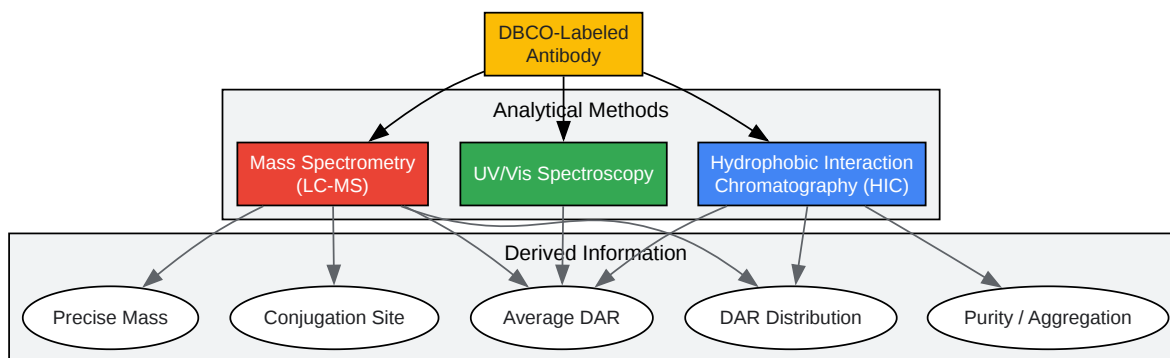 DBCO-Labeled
Antibody
Analytical Methods
Mass Spectrometry
(LC-MS)
UV/Vis Spectroscopy
Hydrophobic Interaction
Chromatography (HIC)
Derived Information
Precise Mass
Conjugation Site
Average DAR
DAR Distribution
Purity / Aggregation